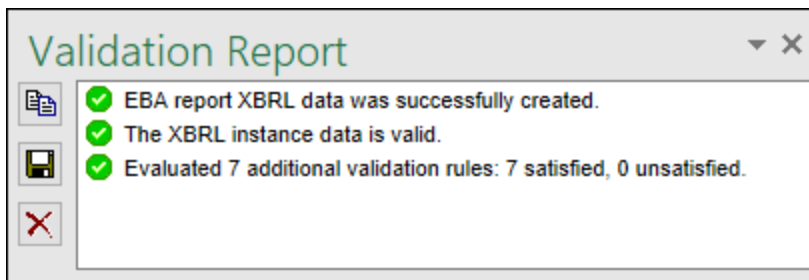 Validation Report
EBA report XBRL data was successfully created.
The XBRL instance data is valid.
Evaluated 7 additional validation rules: 7 satisfied, 0 unsatisfied.